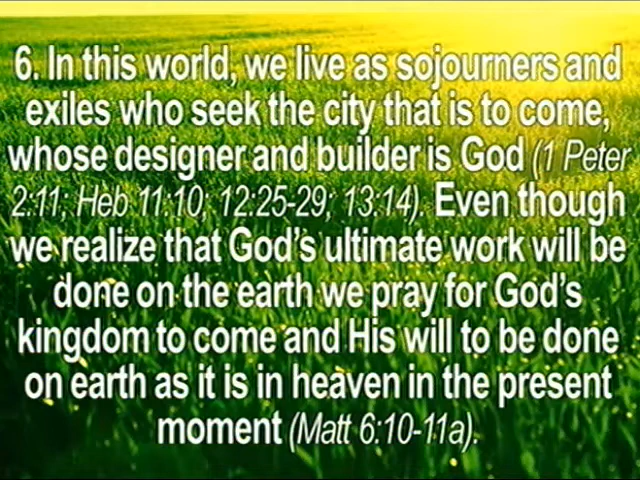 6. In this world, we live as sojourners and
exiles who seek the city that is to come,
whose designer and builder is God (1 Peter
2:11; Heb 11:10; 12:25-29; 13:14). Even though
we realize that God's ultimate work will be
done on the earth we pray for God's
kingdom to come and His will to be done
on earth as it is in heaven in the present
moment (Matt 6:10-11a).